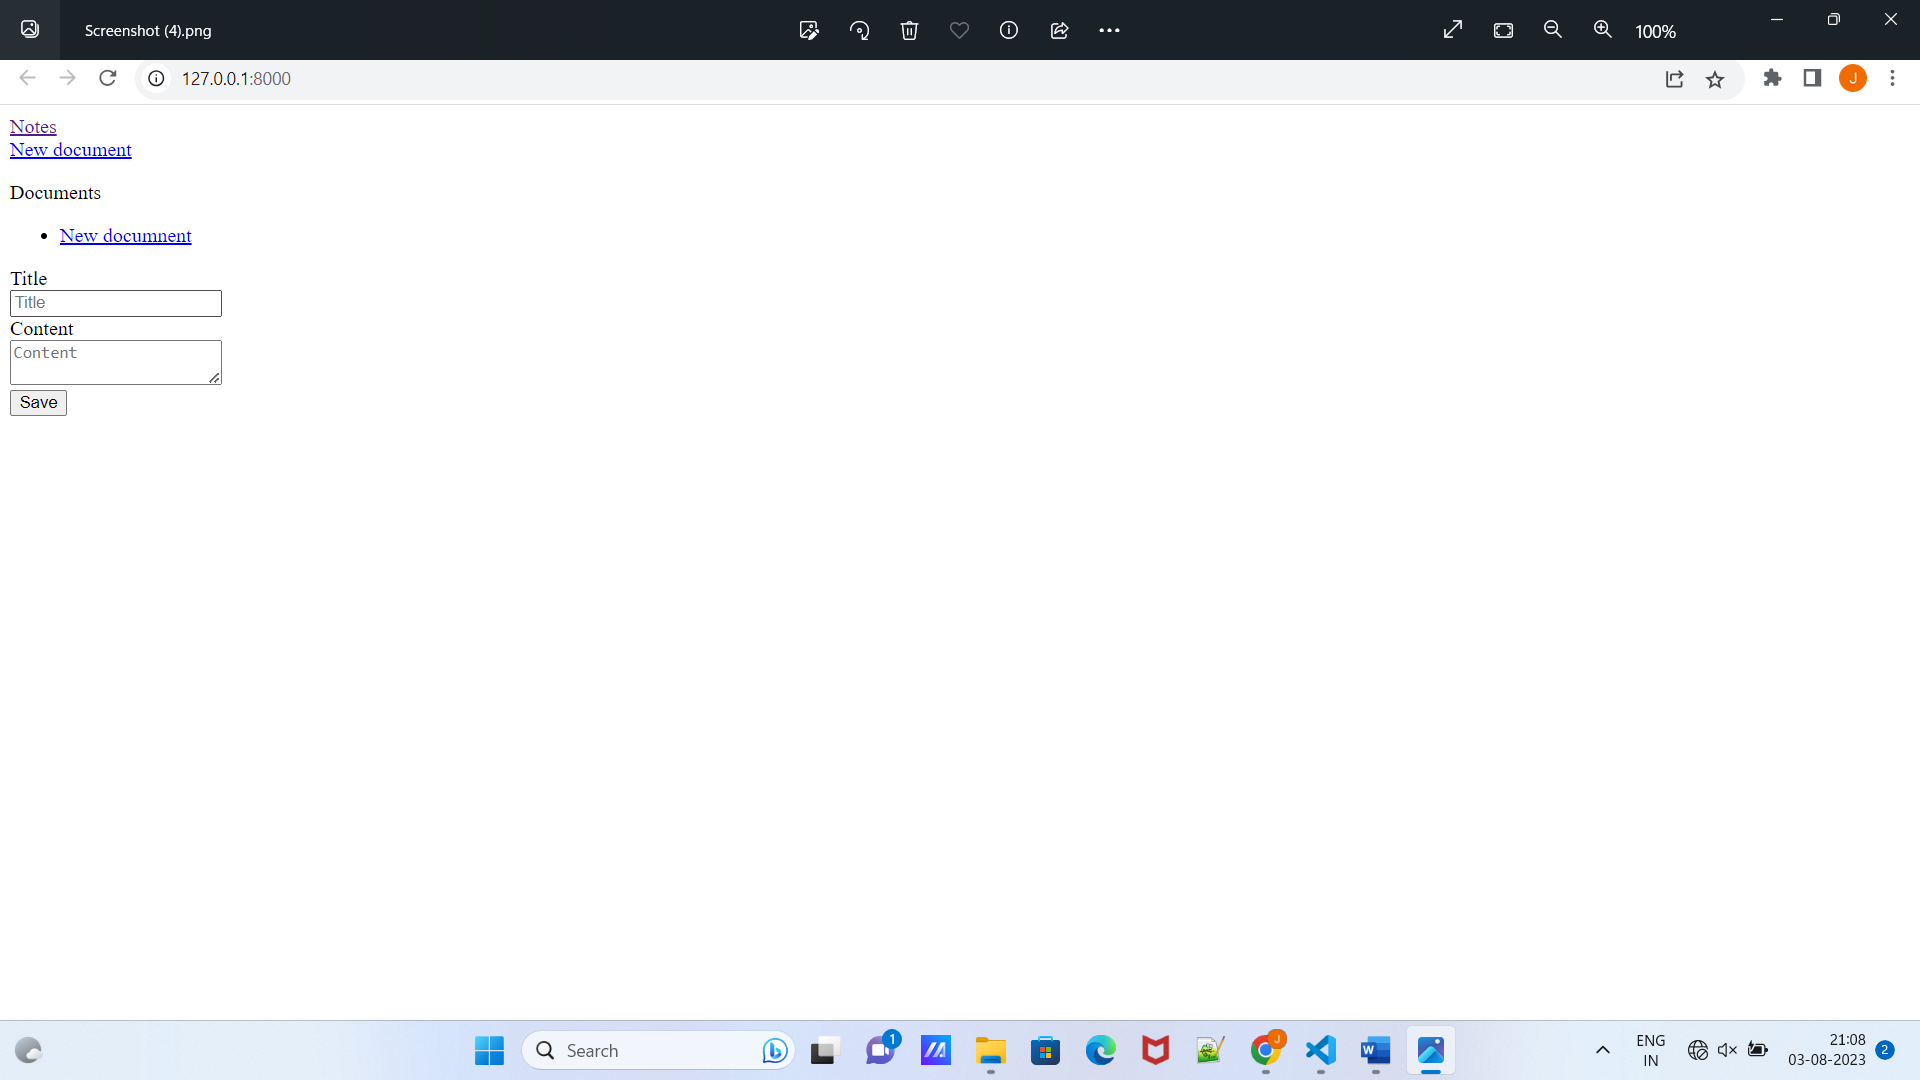 Screenshot (4).png
100%
127.0.0.1:8000
J
Notes
New document
Documents
New documnent
Title
Title
Content
Content
Save
Search
1
J
W
ENG
IN
21:08
03-08-2023
2